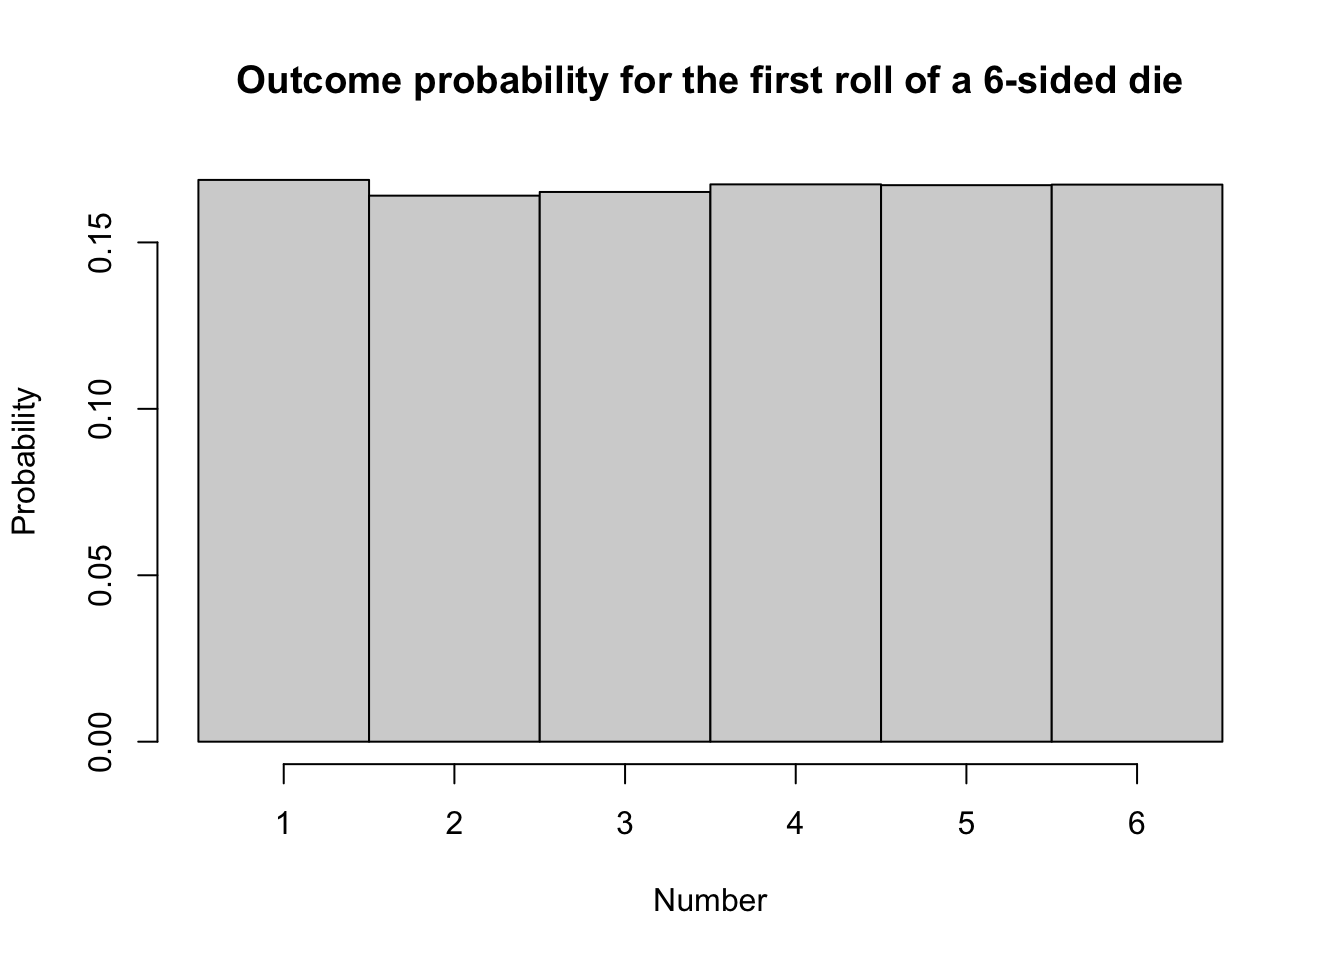 Outcome probability for the first roll of a 6-sided die
Probability
0.15
0.10
0.05
0.00
1 2 3 4 5 6
Number